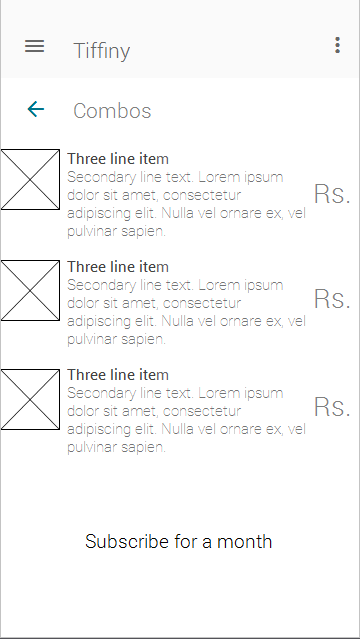 Tiffiny
Combos
Three line item
Secondary line text. Lorem ipsum
dolor sit amet, consectetur
adipiscing elit. Nulla vel ornare ex, vel
pulvinar sapien.
Rs.
Three line item
Secondary line text. Lorem ipsum
dolor sit amet, consectetur
adipiscing elit. Nulla vel ornare ex, vel
pulvinar sapien.
Rs.
Three line item
Secondary line text. Lorem ipsum
dolor sit amet, consectetur
adipiscing elit. Nulla vel ornare ex, vel
pulvinar sapien.
Rs.
Subscribe for a month